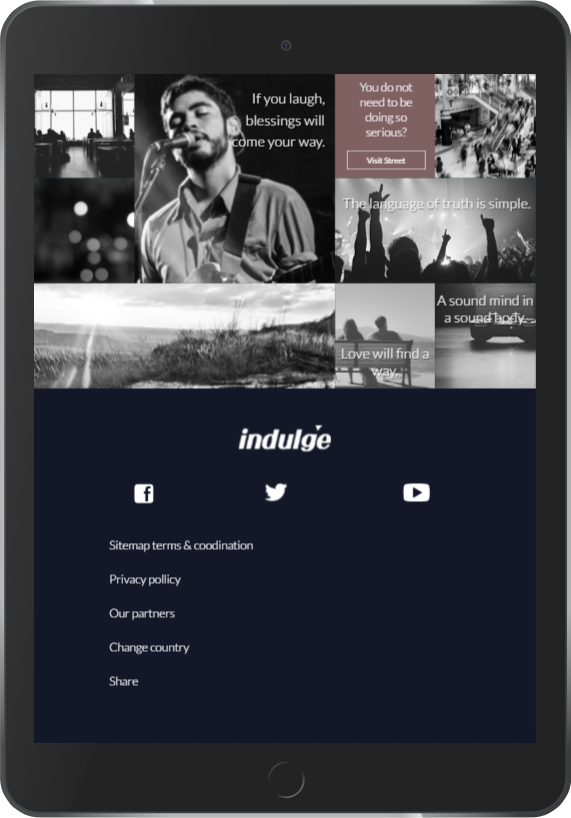 If you laugh,
blessings will
come your way.
You do not
need to be
doing so
serious?
Visit Street
The language of truth is simple.
Love will find a
way.
A sound mind in
a sound body.
indulge
Sitemap terms & coodination
Privacy pollicy
Our partners
Change country
Share